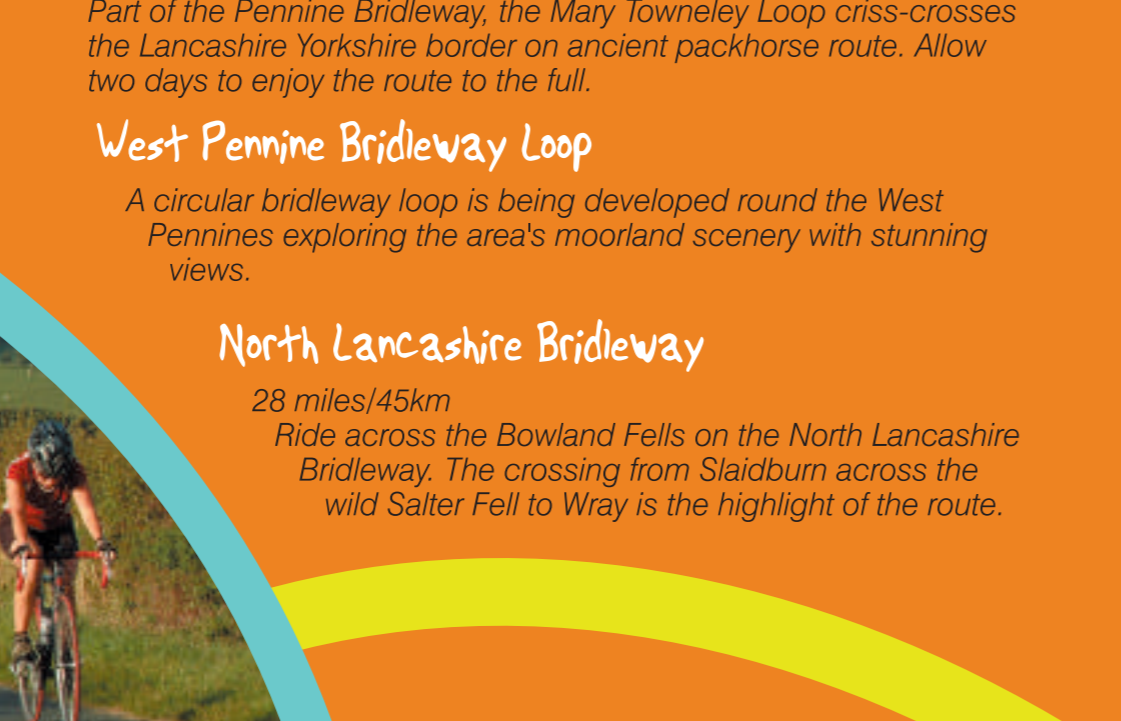 Part of the Pennine Bridleway, the Mary Towneley Loop criss-crosses
the Lancashire Yorkshire border on ancient packhorse route. Allow
two days to enjoy the route to the full.
West Pennine Bridleway Loop
A circular bridleway loop is being developed round the West
Pennines exploring the area's moorland scenery with stunning
views.
North Lancashire Bridleway
28 miles/45km
Ride across the Bowland Fells on the North Lancashire
Bridleway. The crossing from Slaidburn across the
wild Salter Fell to Wray is the highlight of the route.